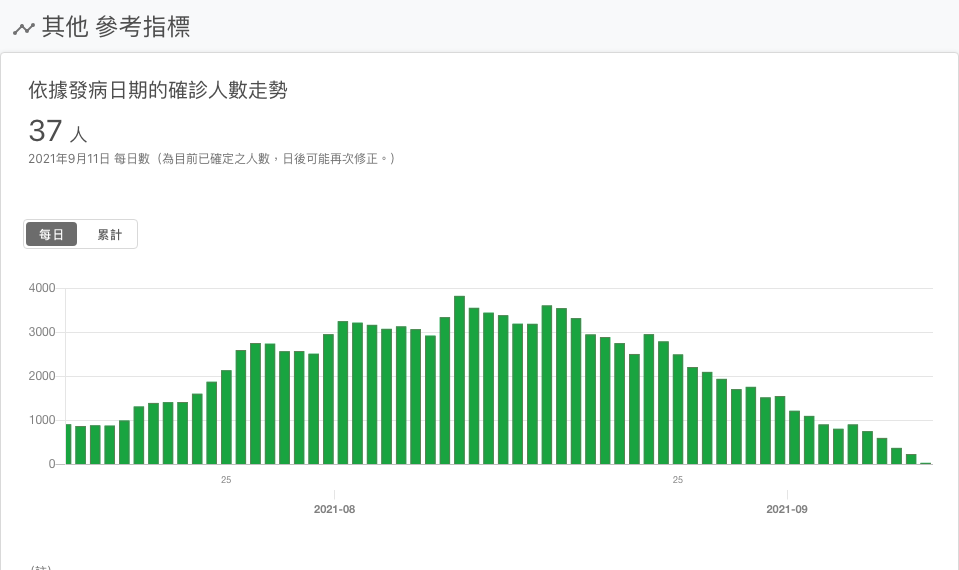 其他 參考指標
依據發病日期的確診人數走勢
37 人
2021年9月11日 每日數（為目前已確定之人數，日後可能再次修正。）
每日 累計
4000
3000
2000
1000
0
25 25
2021-08 2021-09